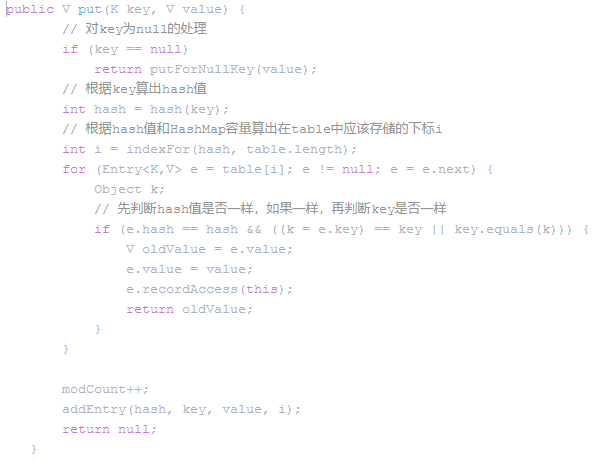 public V put(K key, V value) {
        // 对key为null的处理
        if (key == null)
            return putForNullKey(value);
        // 根据key算出hash值
        int hash = hash(key);
        // 根据hash值和HashMap容量算出在table中应该存储的下标i
        int i = indexFor(hash, table.length);
        for (Entry<K,V> e = table[i]; e != null; e = e.next) {
            Object k;
            // 先判断hash值是否一样，如果一样，再判断key是否一样
            if (e.hash == hash && ((k = e.key) == key || key.equals(k))) {
                V oldValue = e.value;
                e.value = value;
                e.recordAccess(this);
                return oldValue;
            }
        }

        modCount++;
        addEntry(hash, key, value, i);
        return null;
    }